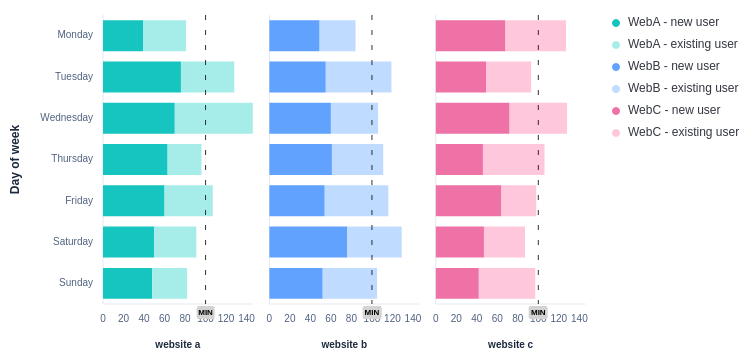 WebA - new user
WebA - existing user
WebB - new user
WebB - existing user
WebC - new user
WebC - existing user
Day of week
Monday
Tuesday
Wednesday
Thursday
Friday
Saturday
Sunday
MIN MIN MIN
0 20 40 60 80 100 120 140 0 20 40 60 80 100 120 140 0 20 40 60 80 100 120 140
website a website b website c